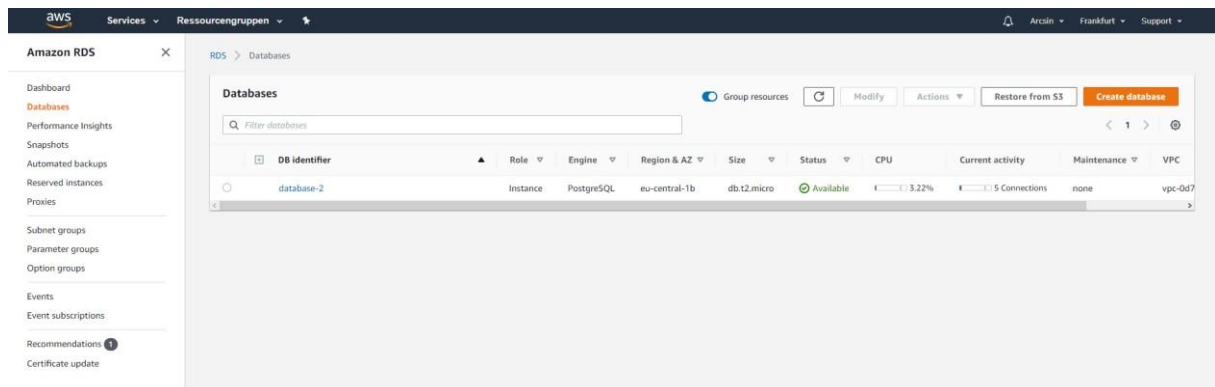 aws Services Ressourcengruppen Arcsin Frankfurt Support
Amazon RDS
Dashboard
Databases
Performance Insights
Snapshots
Automated backups
Reserved instances
Proxies
Subnet groups
Parameter groups
Option groups
Events
Event subscriptions
Recommendations 1
Certificate update
RDS > Databases
Databases
Group resources Modify Actions Restore from S3 Create database
Filter databases
< 1 >
DB identifier Role Engine Region & AZ Size Status CPU Current activity Maintenance VPC
database-2 Instance PostgreSQL eu-central-1b db.t2.micro Available 3.22% 5 Connections none vpc-0d7